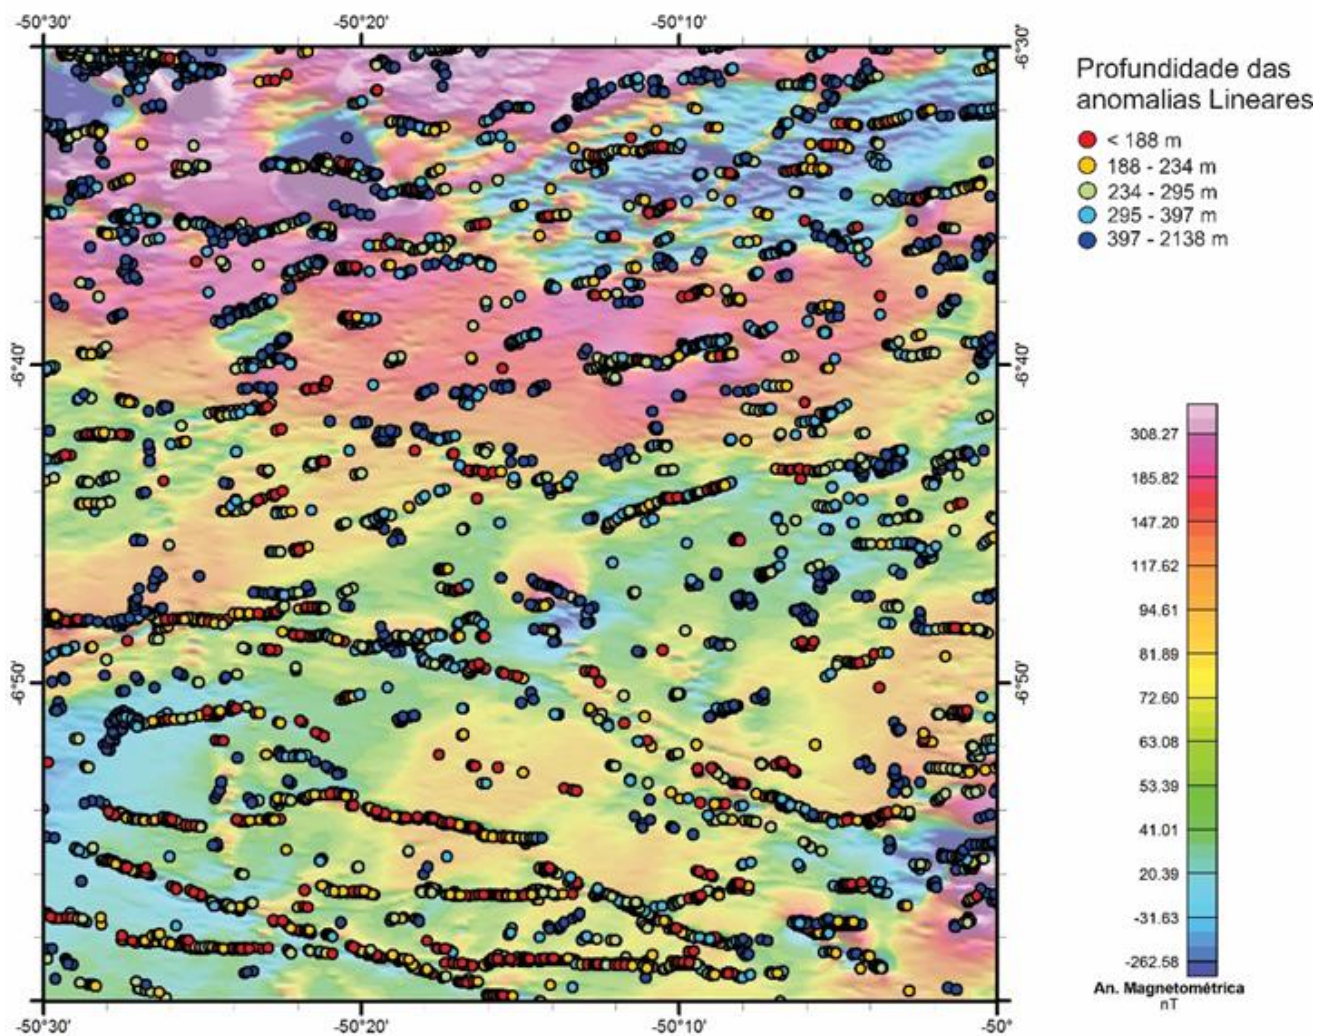 -50°30' -50°20' -50°10'
-6°30'
-6°40' -6°40'
-6°50' -6°50'
-50°30' -50°20' -50°10' -50°
Profundidade das
anomalias Lineares
< 188 m
188 - 234 m
234 - 295 m
295 - 397 m
397 - 2138 m
308.27
185.82
147.20
117.62
94.61
81.89
72.60
63.08
53.39
41.01
20.39
-31.63
-262.58
An. Magnetométrica
nT